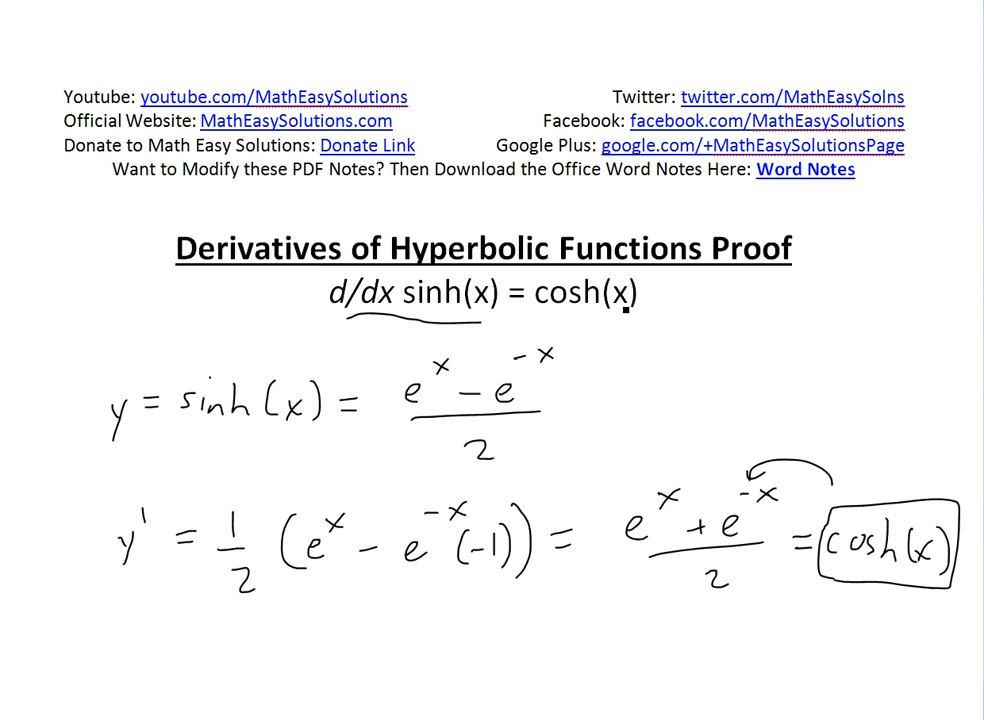 Youtube: youtube.com/MathEasySolutions Twitter: twitter.com/MathEasySolns
Official Website: MathEasySolutions.com Facebook: facebook.com/MathEasySolutions
Donate to Math Easy Solutions: Donate Link Google Plus: google.com/+MathEasySolutionsPage
Want to Modify these PDF Notes? Then Download the Office Word Notes Here: Word Notes
Derivatives of Hyperbolic Functions Proof
d/dx sinh(x) = cosh(x)
y = sinh(x) = (e^x - e^-x)/2
y' = 1/2 (e^x - e^-x (-1)) = (e^x + e^-x)/2 = cosh(x)